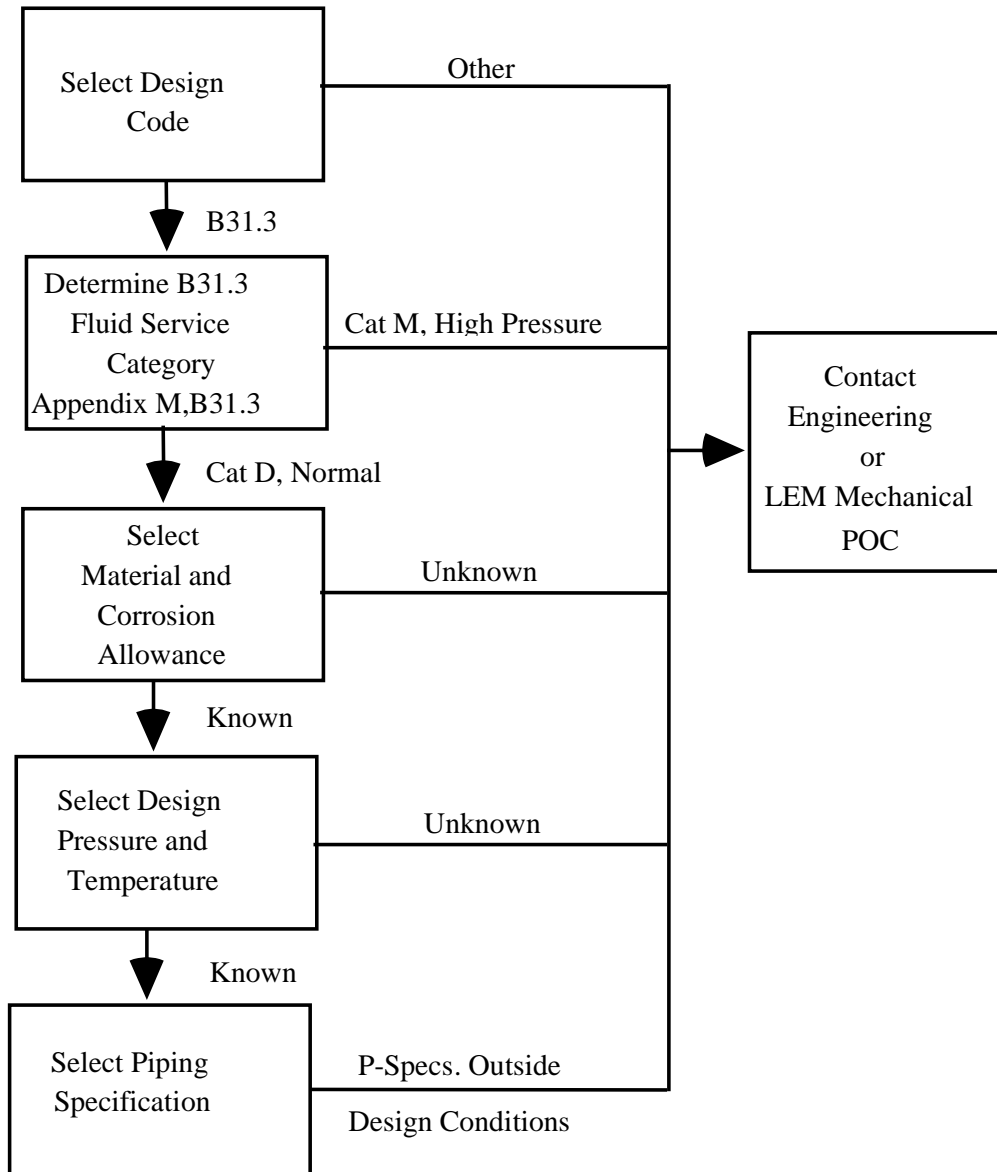 Select Design
Code
Other
B31.3
Determine B31.3
Fluid Service
Category
Appendix M,B31.3
Cat M, High Pressure
Contact
Engineering
or
LEM Mechanical
POC
Cat D, Normal
Select
Material and
Corrosion
Allowance
Unknown
Known
Select Design
Pressure and
Temperature
Unknown
Known
Select Piping
Specification
P-Specs. Outside
Design Conditions